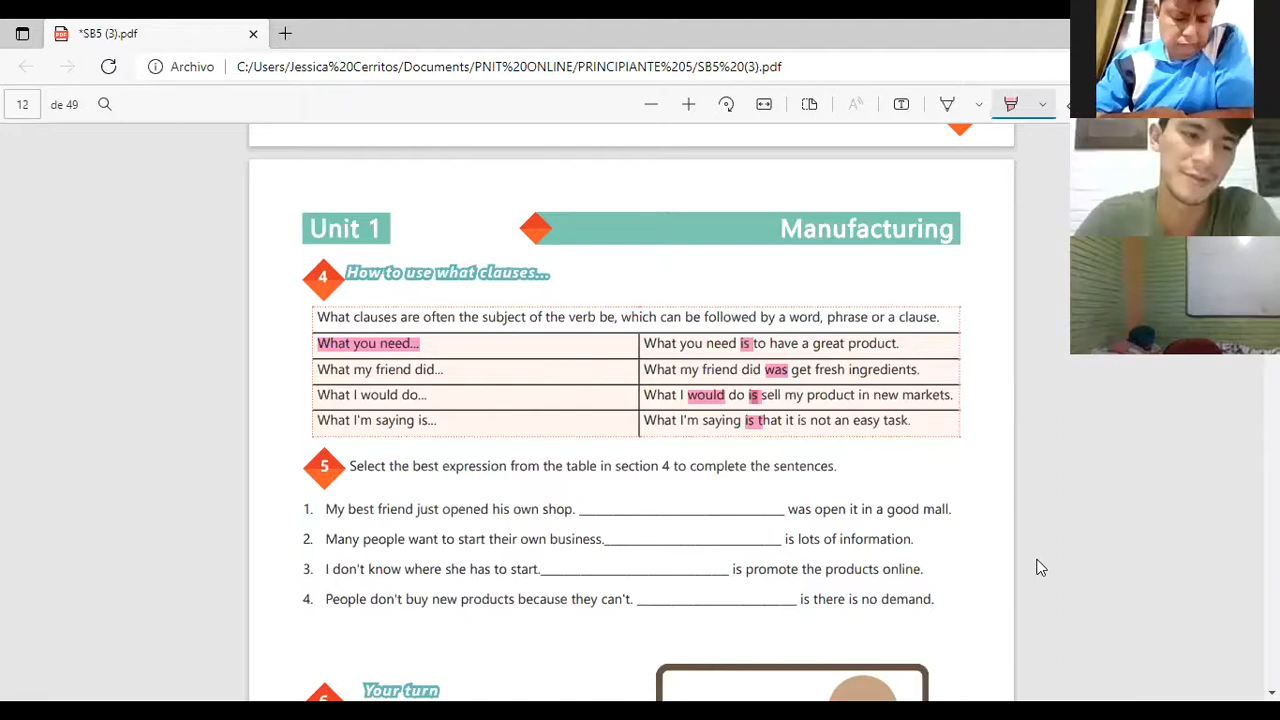 *SB5 (3).pdf
Archivo
C:/Users/Jessica%20Cerritos/Documents/PNIT%20ONLINE/PRINCIPIANTE%205/SB5%20(3).pdf
12
de 49
Unit 1
Manufacturing
4 How to use what clauses...
What clauses are often the subject of the verb be, which can be followed by a word, phrase or a clause.
What you need... What you need is to have a great product.
What my friend did... What my friend did was get fresh ingredients.
What I would do... What I would do is sell my product in new markets.
What I'm saying is... What I'm saying is that it is not an easy task.
5 Select the best expression from the table in section 4 to complete the sentences.
1. My best friend just opened his own shop. __________________________ was open it in a good mall.
2. Many people want to start their own business._______________________ is lots of information.
3. I don't know where she has to start.________________________ is promote the products online.
4. People don't buy new products because they can't. ____________________ is there is no demand.
Your turn